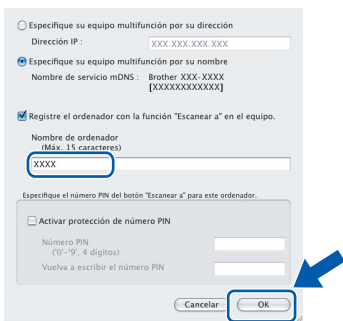 Especifique su equipo multifunción por su dirección
Dirección IP : XXX.XXX.XXX.XXX
Especifique su equipo multifunción por su nombre
Nombre de servicio mDNS : Brother XXX-XXXX
[XXXXXXXXXXXX]
Registre el ordenador con la función "Escanear a" en el equipo.
Nombre de ordenador
(Máx. 15 caracteres)
XXXX
Especifique el número PIN del botón "Escanear a" para este ordenador.
Activar protección de número PIN
Número PIN
('0'-'9', 4 dígitos)
Vuelva a escribir el número PIN
Cancelar OK